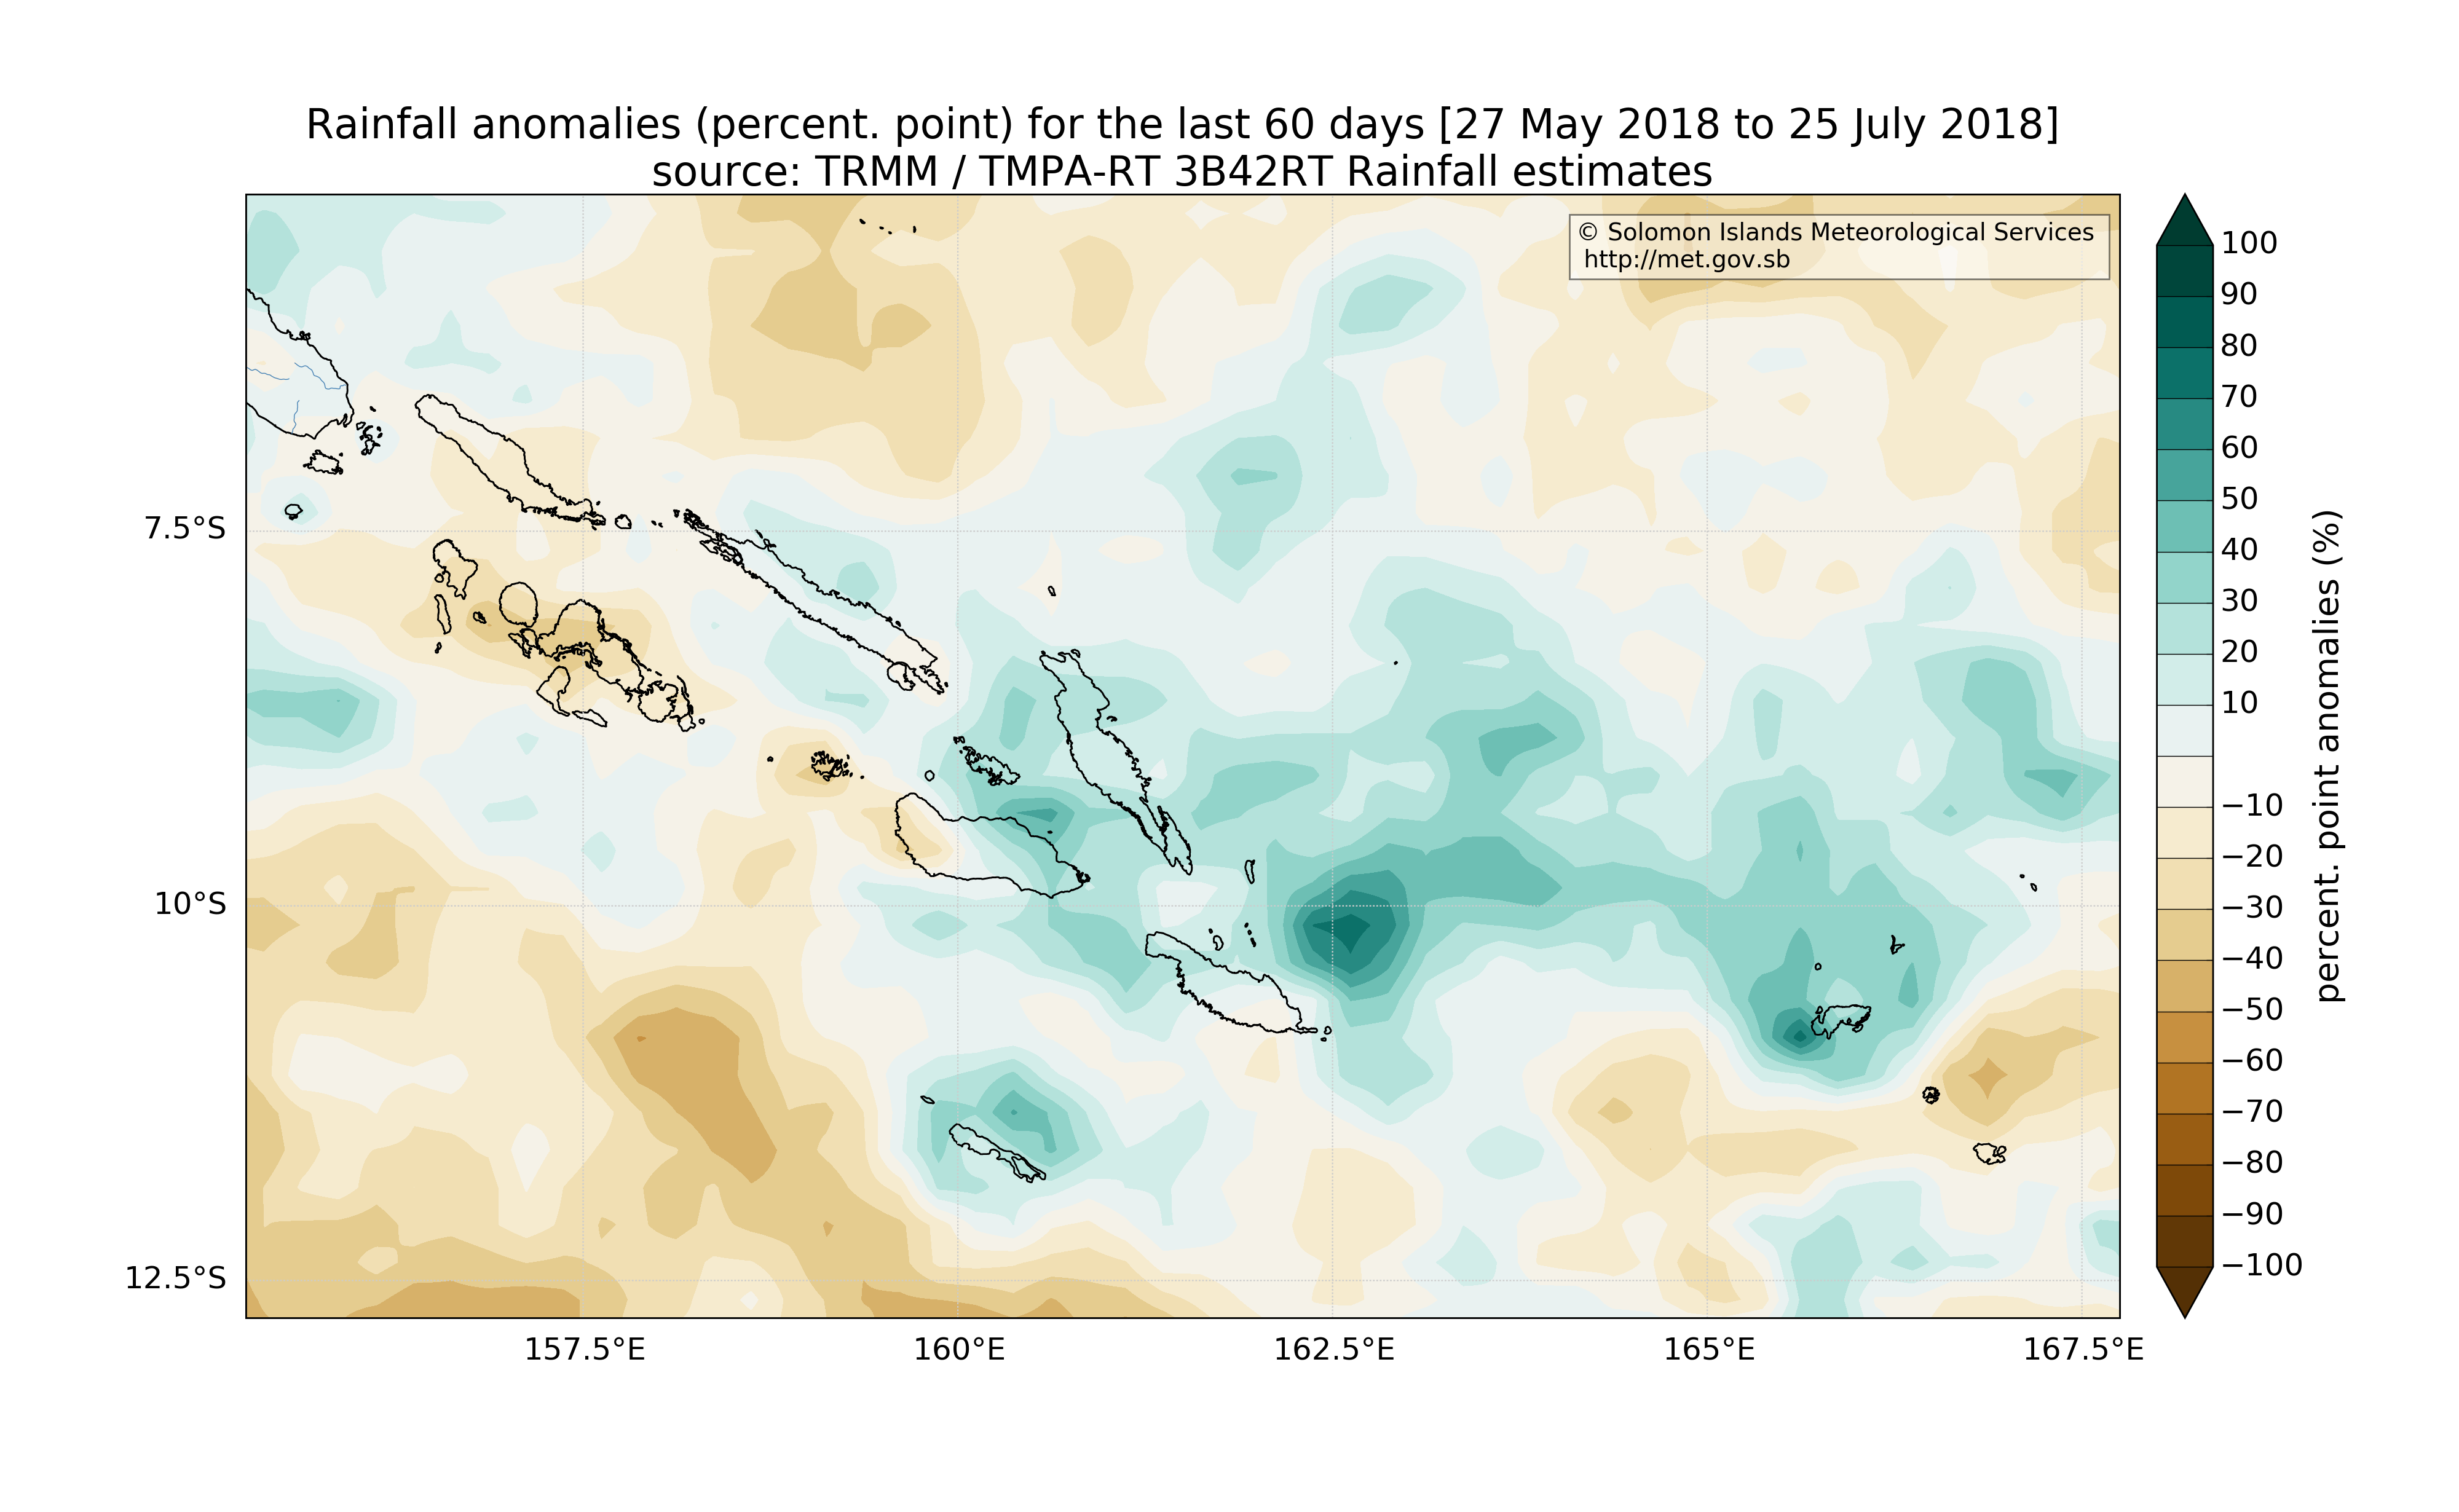 Rainfall anomalies (percent. point) for the last 60 days [27 May 2018 to 25 July 2018]
source: TRMM / TMPA-RT 3B42RT Rainfall estimates
© Solomon Islands Meteorological Services
http://met.gov.sb
7.5°S
10°S
12.5°S
157.5°E
160°E
162.5°E
165°E
167.5°E
100
90
80
70
60
50
40
30
20
10
−10
−20
−30
−40
−50
−60
−70
−80
−90
−100
percent. point anomalies (%)